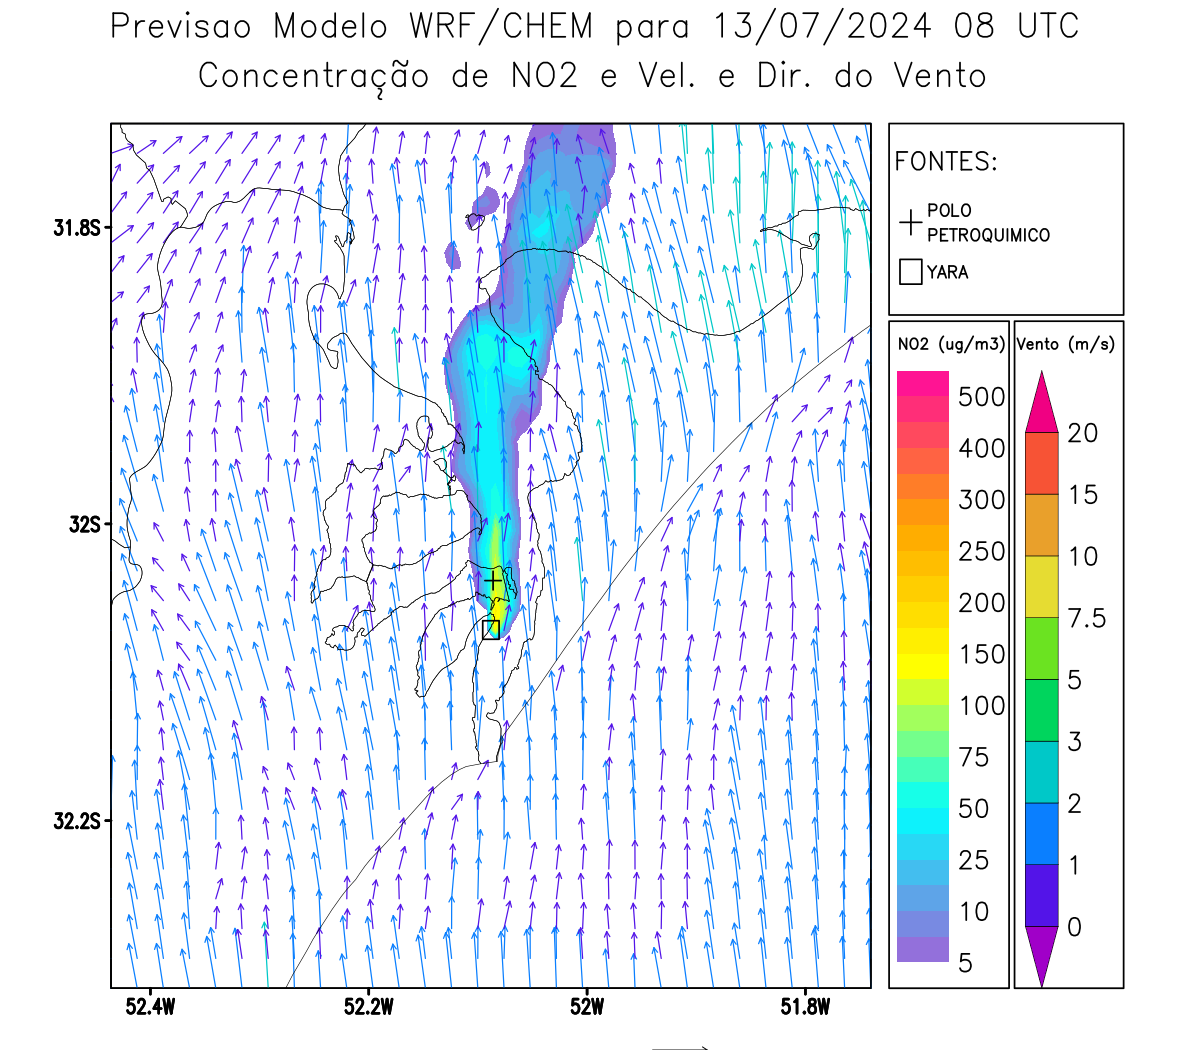 Previsao Modelo WRF/CHEM para 13/07/2024 08 UTC
Concentração de NO2 e Vel. e Dir. do Vento
FONTES:
POLO
PETROQUIMICO
YARA
31.8S
32S
32.2S
52.4W
52.2W
52W
51.8W
NO2 (ug/m3)
500
400
300
250
200
150
100
75
50
25
10
5
Vento (m/s)
20
15
10
7.5
5
3
2
1
0